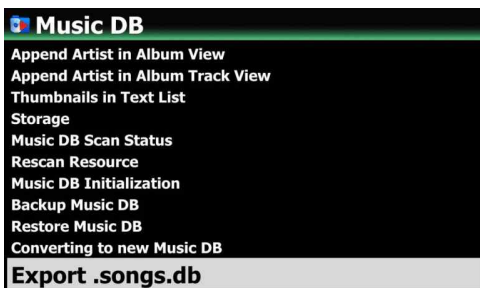 Music DB
Append Artist in Album View
Append Artist in Album Track View
Thumbnails in Text List
Storage
Music DB Scan Status
Rescan Resource
Music DB Initialization
Backup Music DB
Restore Music DB
Converting to new Music DB
Export .songs.db